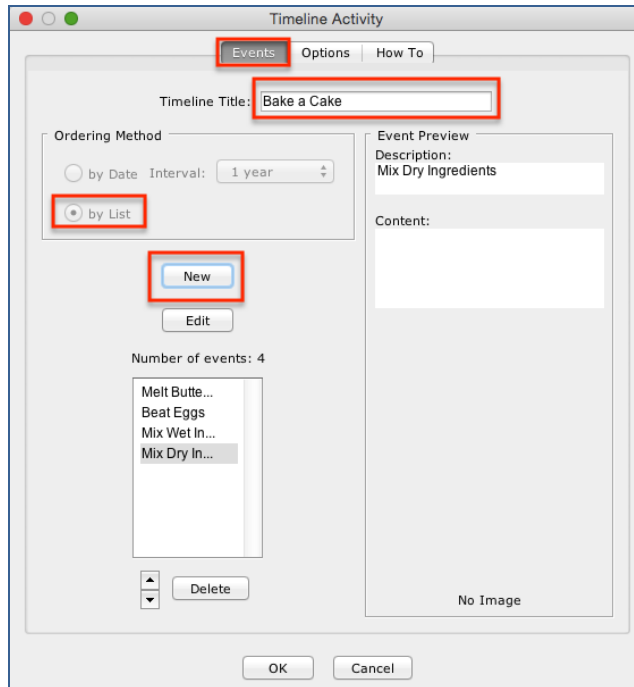 Timeline Activity
Events Options How To
Timeline Title: Bake a Cake
Ordering Method
by Date Interval: 1 year
by List
New
Edit
Number of events: 4
Melt Butte...
Beat Eggs
Mix Wet In...
Mix Dry In...
Delete
Event Preview
Description:
Mix Dry Ingredients
Content:
No Image
OK Cancel